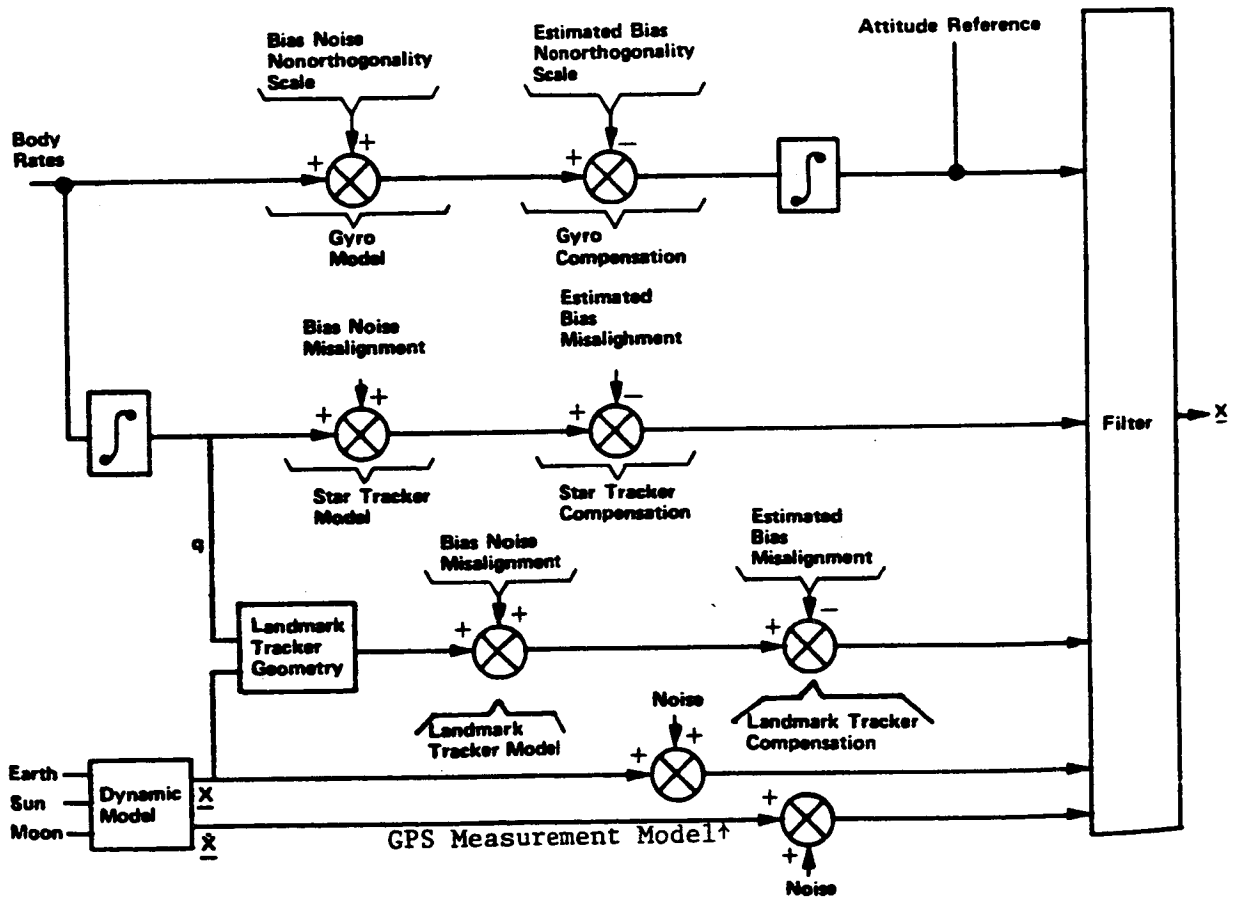 Bias Noise
Nonorthogonality
Scale
Estimated Bias
Nonorthogonality
Scale
Attitude Reference
Body
Rates
+
+
+
−
∫
Gyro
Model
Gyro
Compensation
Bias Noise
Misalignment
Estimated
Bias
Misalighment
∫
+
+
+
−
Filter
x
Star Tracker
Model
Star Tracker
Compensation
q
Bias Noise
Misalignment
Estimated
Bias
Misalignment
Landmark
Tracker
Geometry
+
+
+
−
Landmark
Tracker Model
Noise
Landmark Tracker
Compensation
+
+
Earth
Sun
Moon
Dynamic
Model
x
ẋ
GPS Measurement Model↑
+
+
Noise